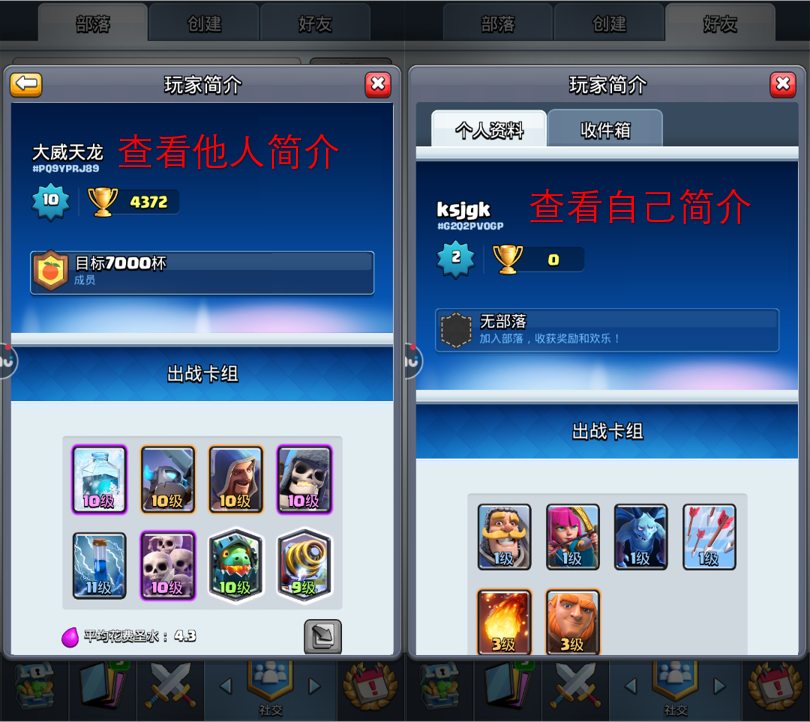 部落
创建
好友
玩家简介
大威天龙
查看他人简介
#PQ9YPRJ89
10
4372
目标7000杯
成员
出战卡组
10级
10级
10级
10级
11级
10级
10级
9级
平均花费圣水：4.3
社交
部落
创建
好友
玩家简介
个人资料
收件箱
ksjgk
查看自己简介
#G2Q2PVOGP
2
0
无部落
加入部落，收获奖励和欢乐！
出战卡组
1级
1级
1级
1级
3级
3级
社交